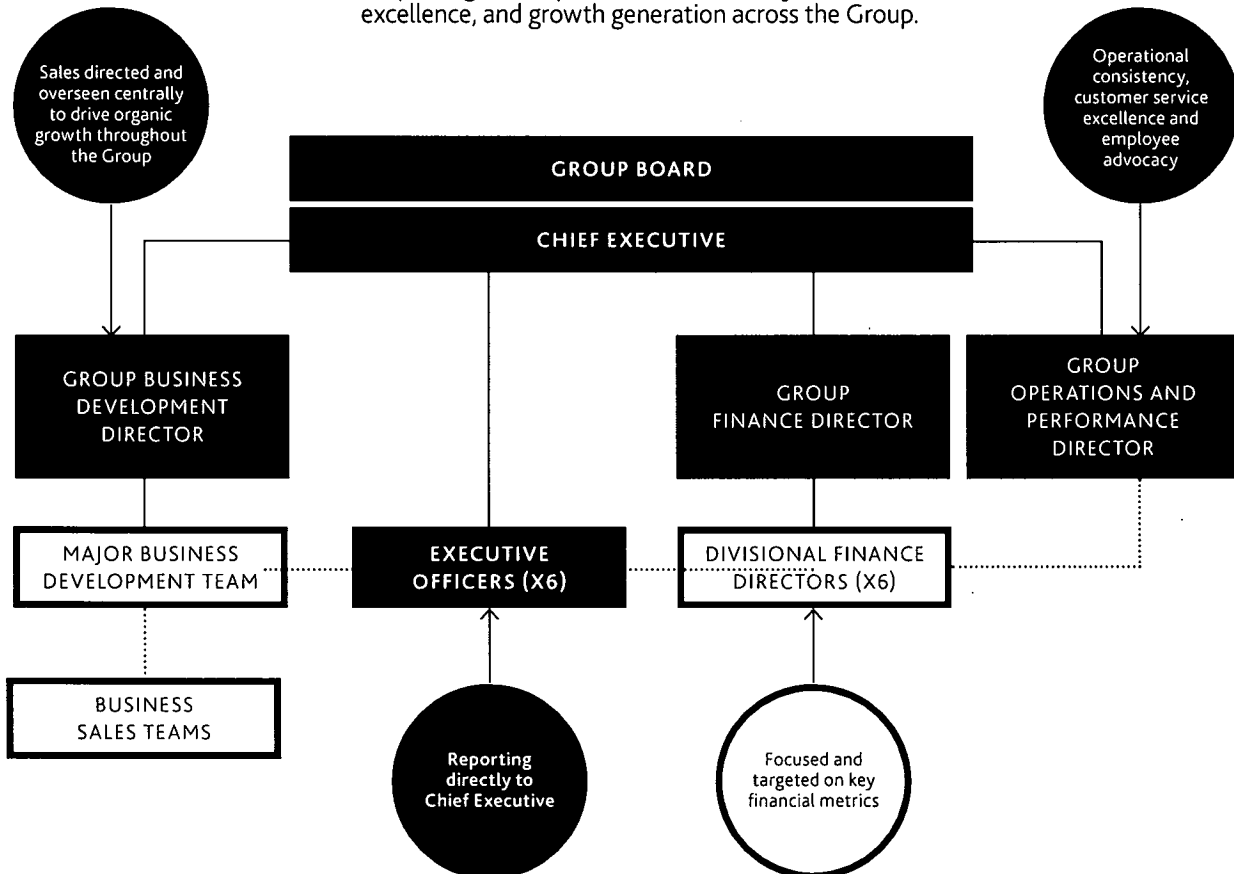 excellence, and growth generation across the Group.
Sales directed and
overseen centrally
to drive organic
growth throughout
the Group
Operational
consistency,
customer service
excellence and
employee
advocacy
GROUP BOARD
CHIEF EXECUTIVE
GROUP BUSINESS
DEVELOPMENT
DIRECTOR
GROUP
FINANCE DIRECTOR
GROUP
OPERATIONS AND
PERFORMANCE
DIRECTOR
MAJOR BUSINESS
DEVELOPMENT TEAM
EXECUTIVE
OFFICERS (X6)
DIVISIONAL FINANCE
DIRECTORS (X6)
BUSINESS
SALES TEAMS
Reporting
directly to
Chief Executive
Focused and
targeted on key
financial metrics